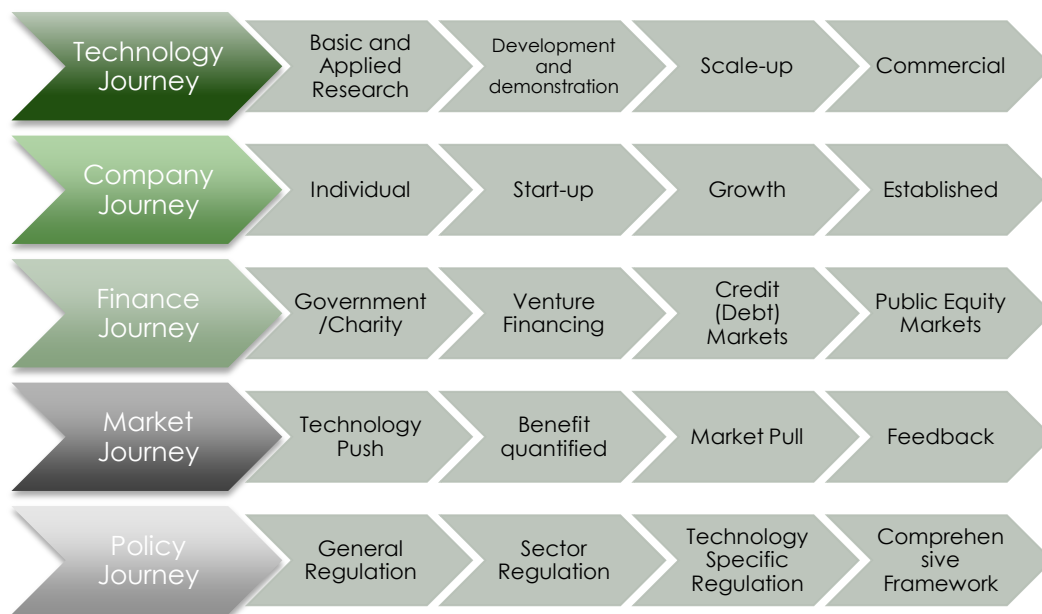 Technology
Journey
Basic and
Applied
Research
Development
and
demonstration
Scale-up
Commercial
Company
Journey
Individual
Start-up
Growth
Established
Finance
Journey
Government
/Charity
Venture
Financing
Credit
(Debt)
Markets
Public Equity
Markets
Market
Journey
Technology
Push
Benefit
quantified
Market Pull
Feedback
Policy
Journey
General
Regulation
Sector
Regulation
Technology
Specific
Regulation
Comprehen
sive
Framework